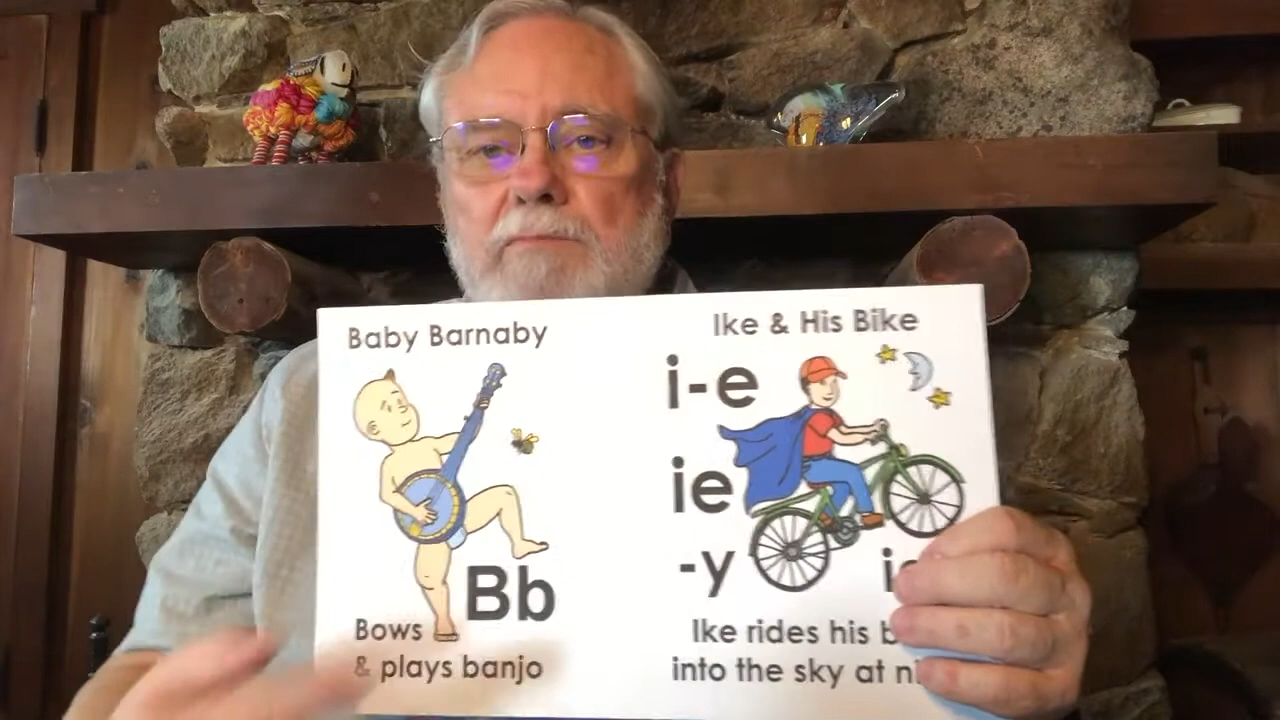 Baby Barnaby
Bb
Bows
& plays banjo
Ike & His Bike
i-e
ie
-y
Ike rides his
into the sky at